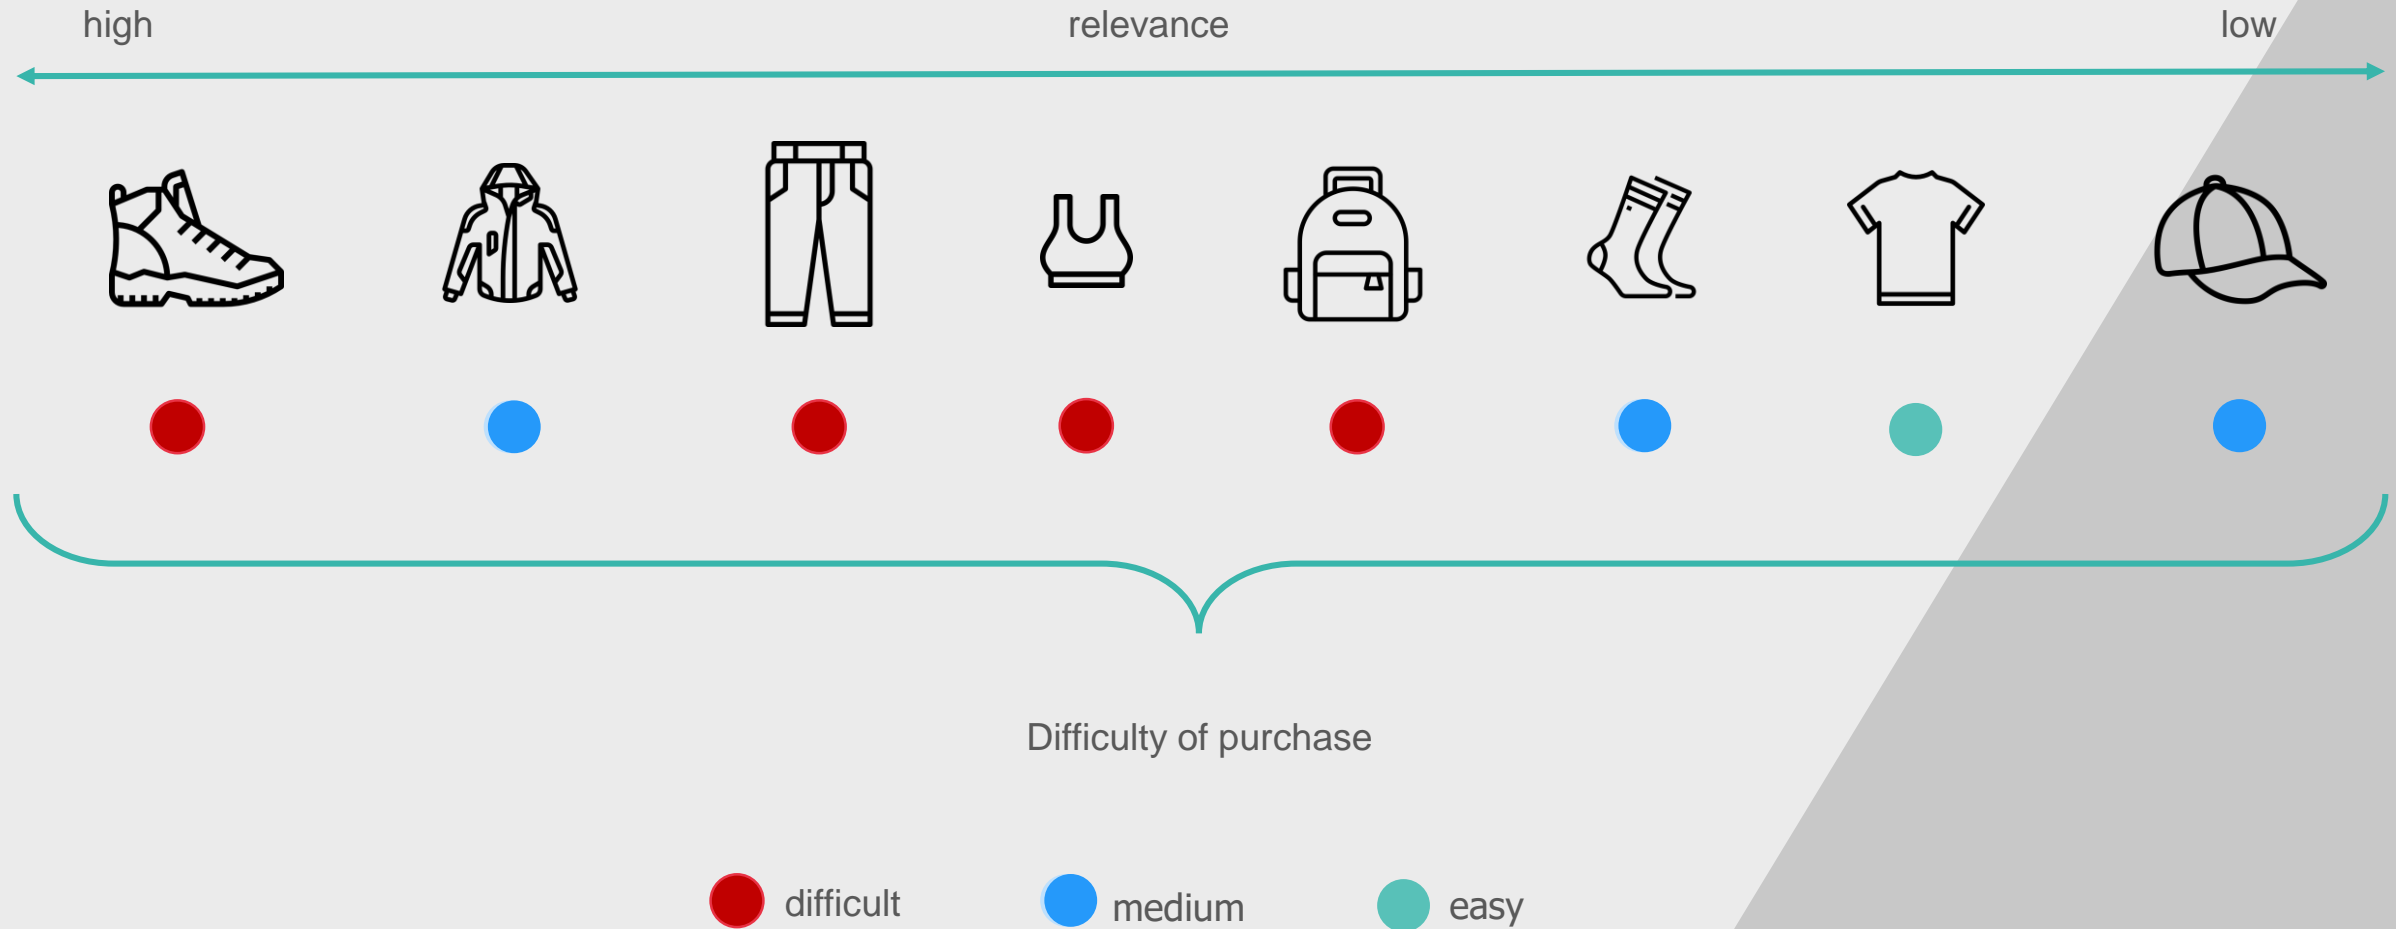 high
relevance
low
Difficulty of purchase
difficult
medium
easy